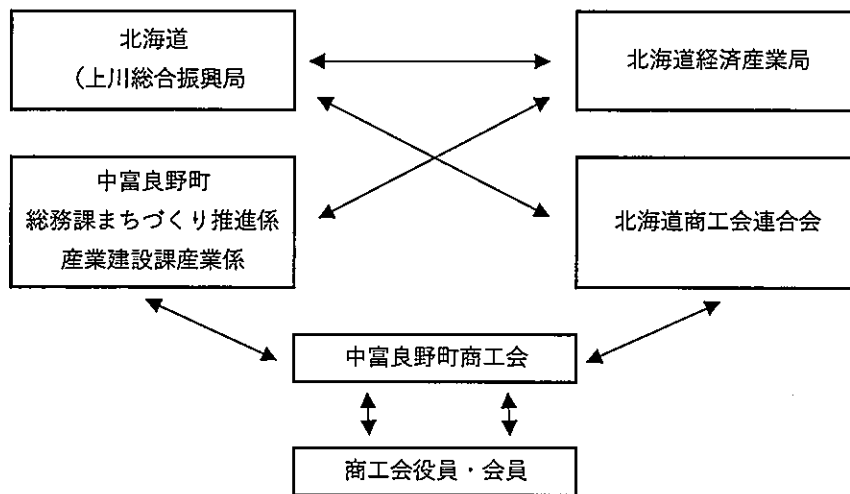 北海道
（上川総合振興局
北海道経済産業局
中富良野町
総務課まちづくり推進係
産業建設課産業係
北海道商工会連合会
中富良野町商工会
商工会役員・会員